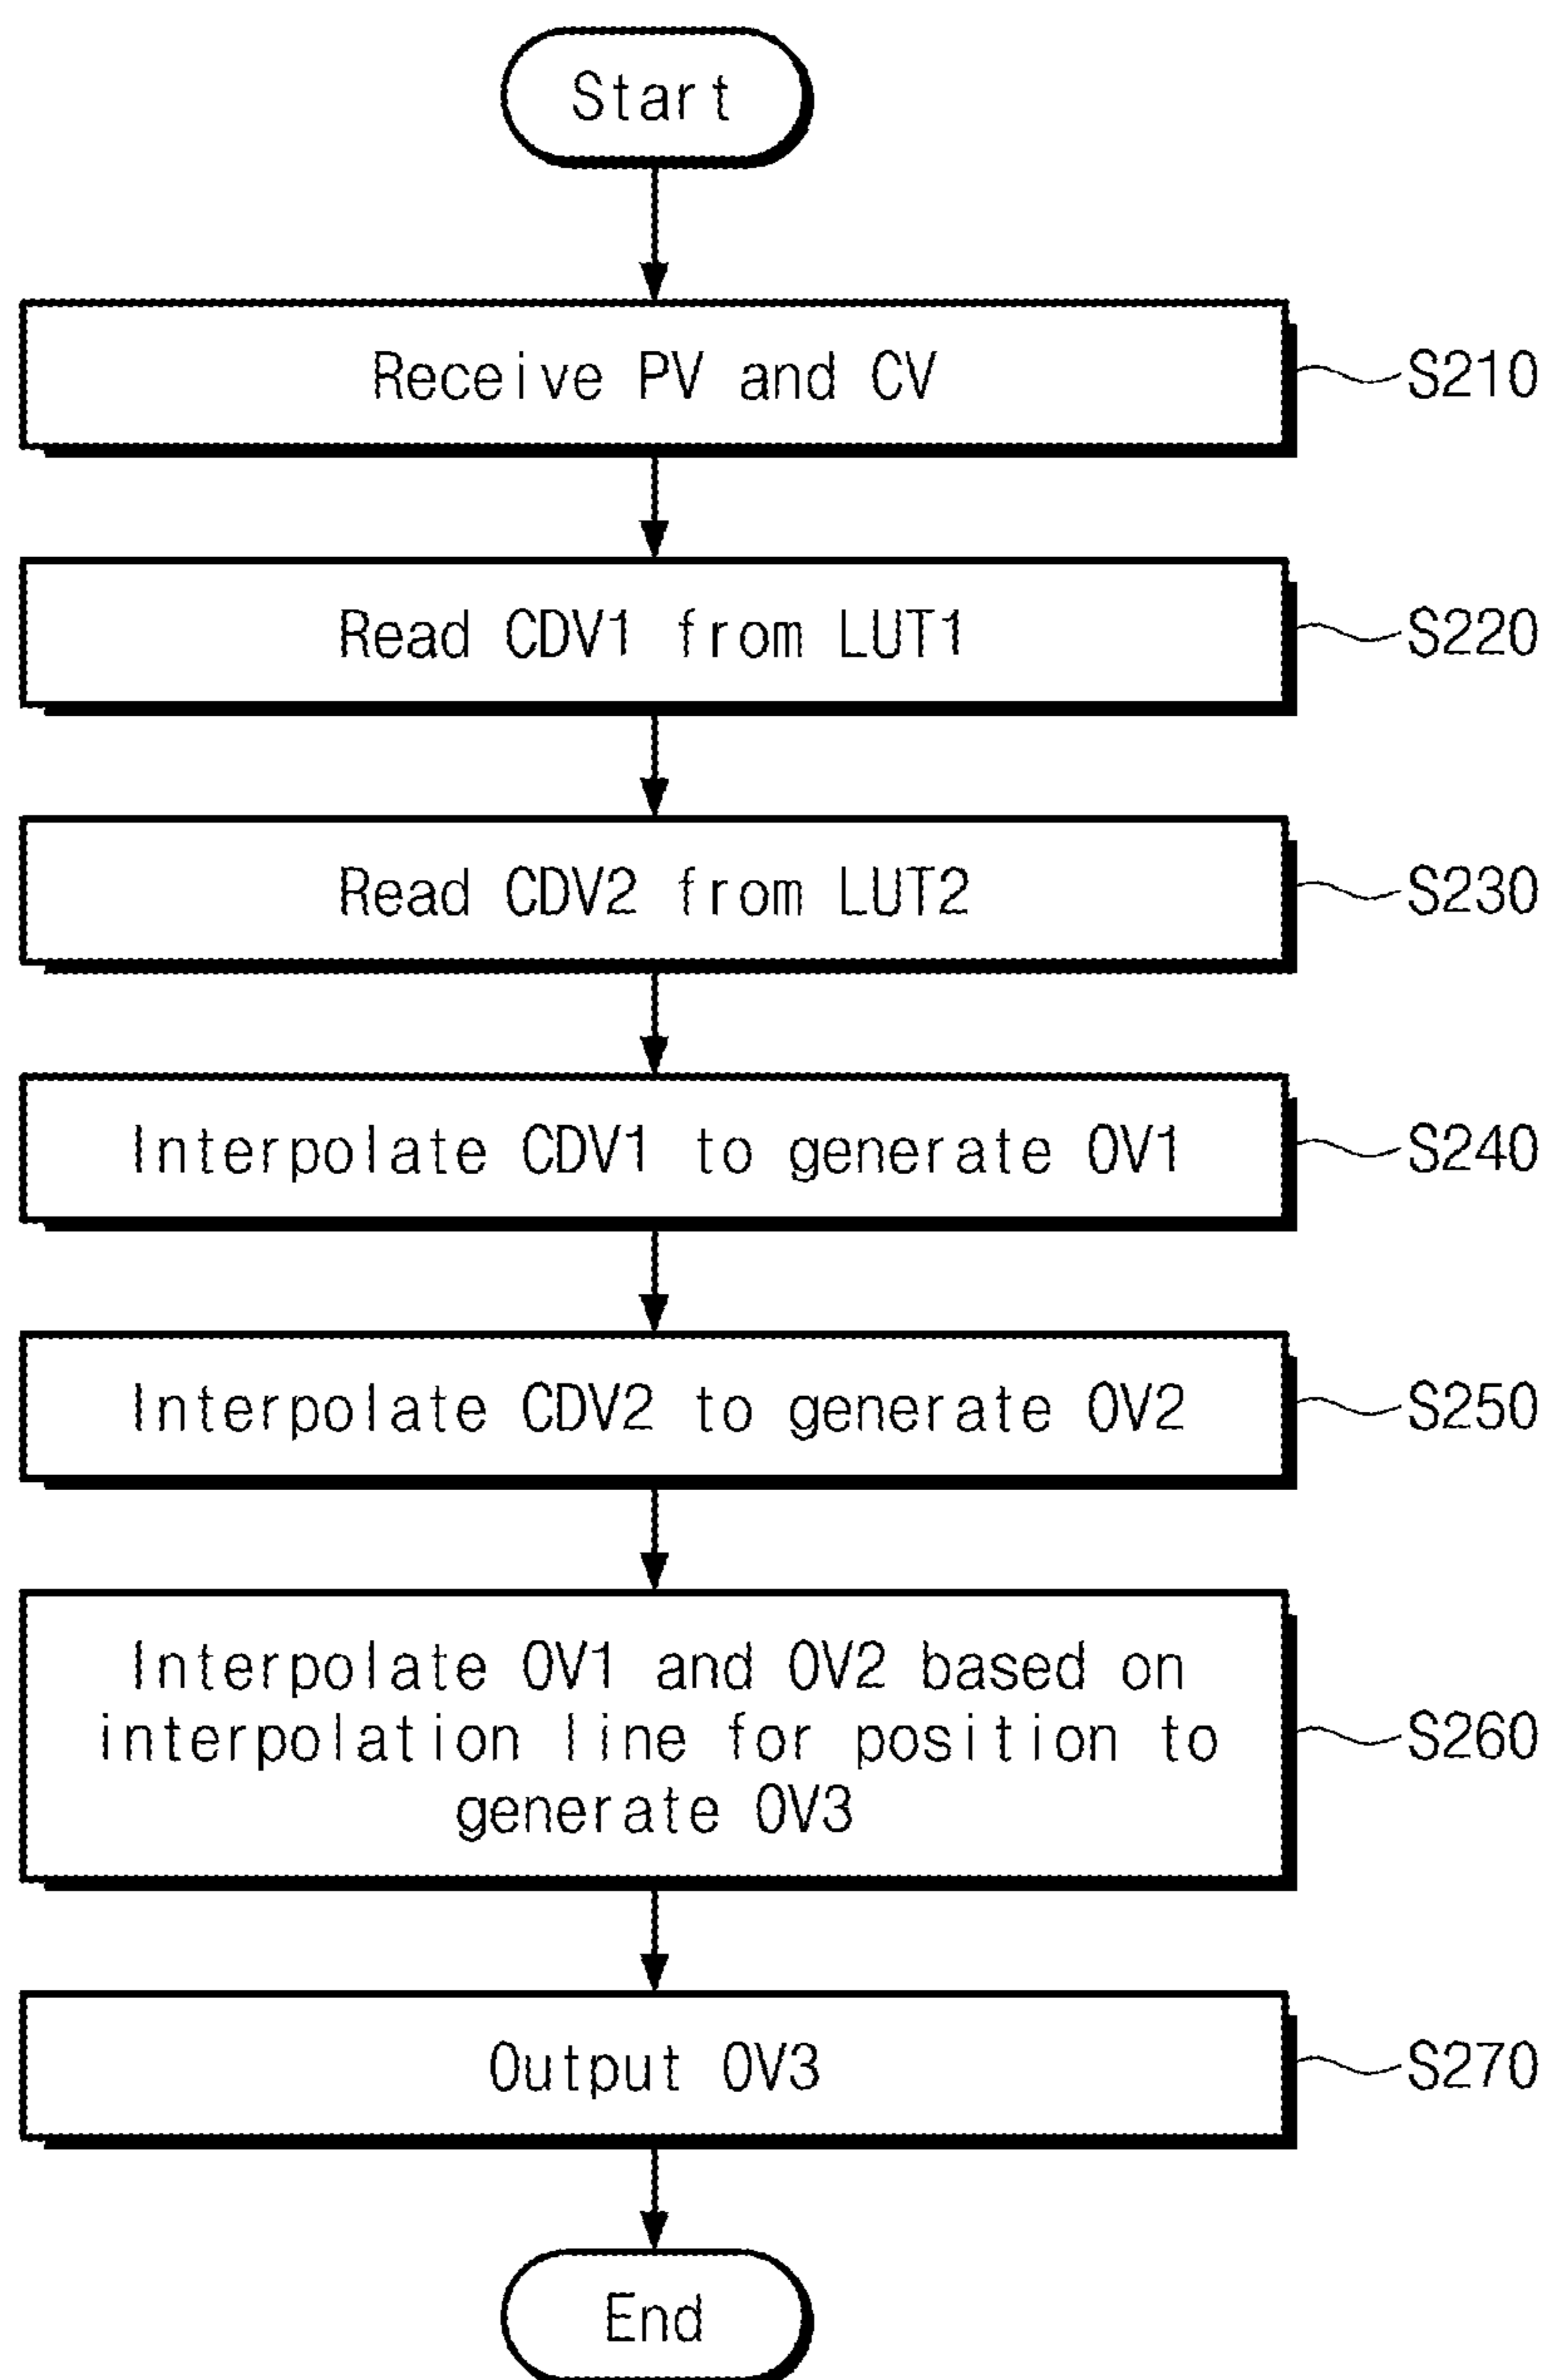 Start
Receive PV and CV
S210
Read CDV1 from LUT1
S220
Read CDV2 from LUT2
S230
Interpolate CDV1 to generate OV1
S240
Interpolate CDV2 to generate OV2
S250
Interpolate OV1 and OV2 based on
interpolation line for position to
generate OV3
S260
Output OV3
S270
End